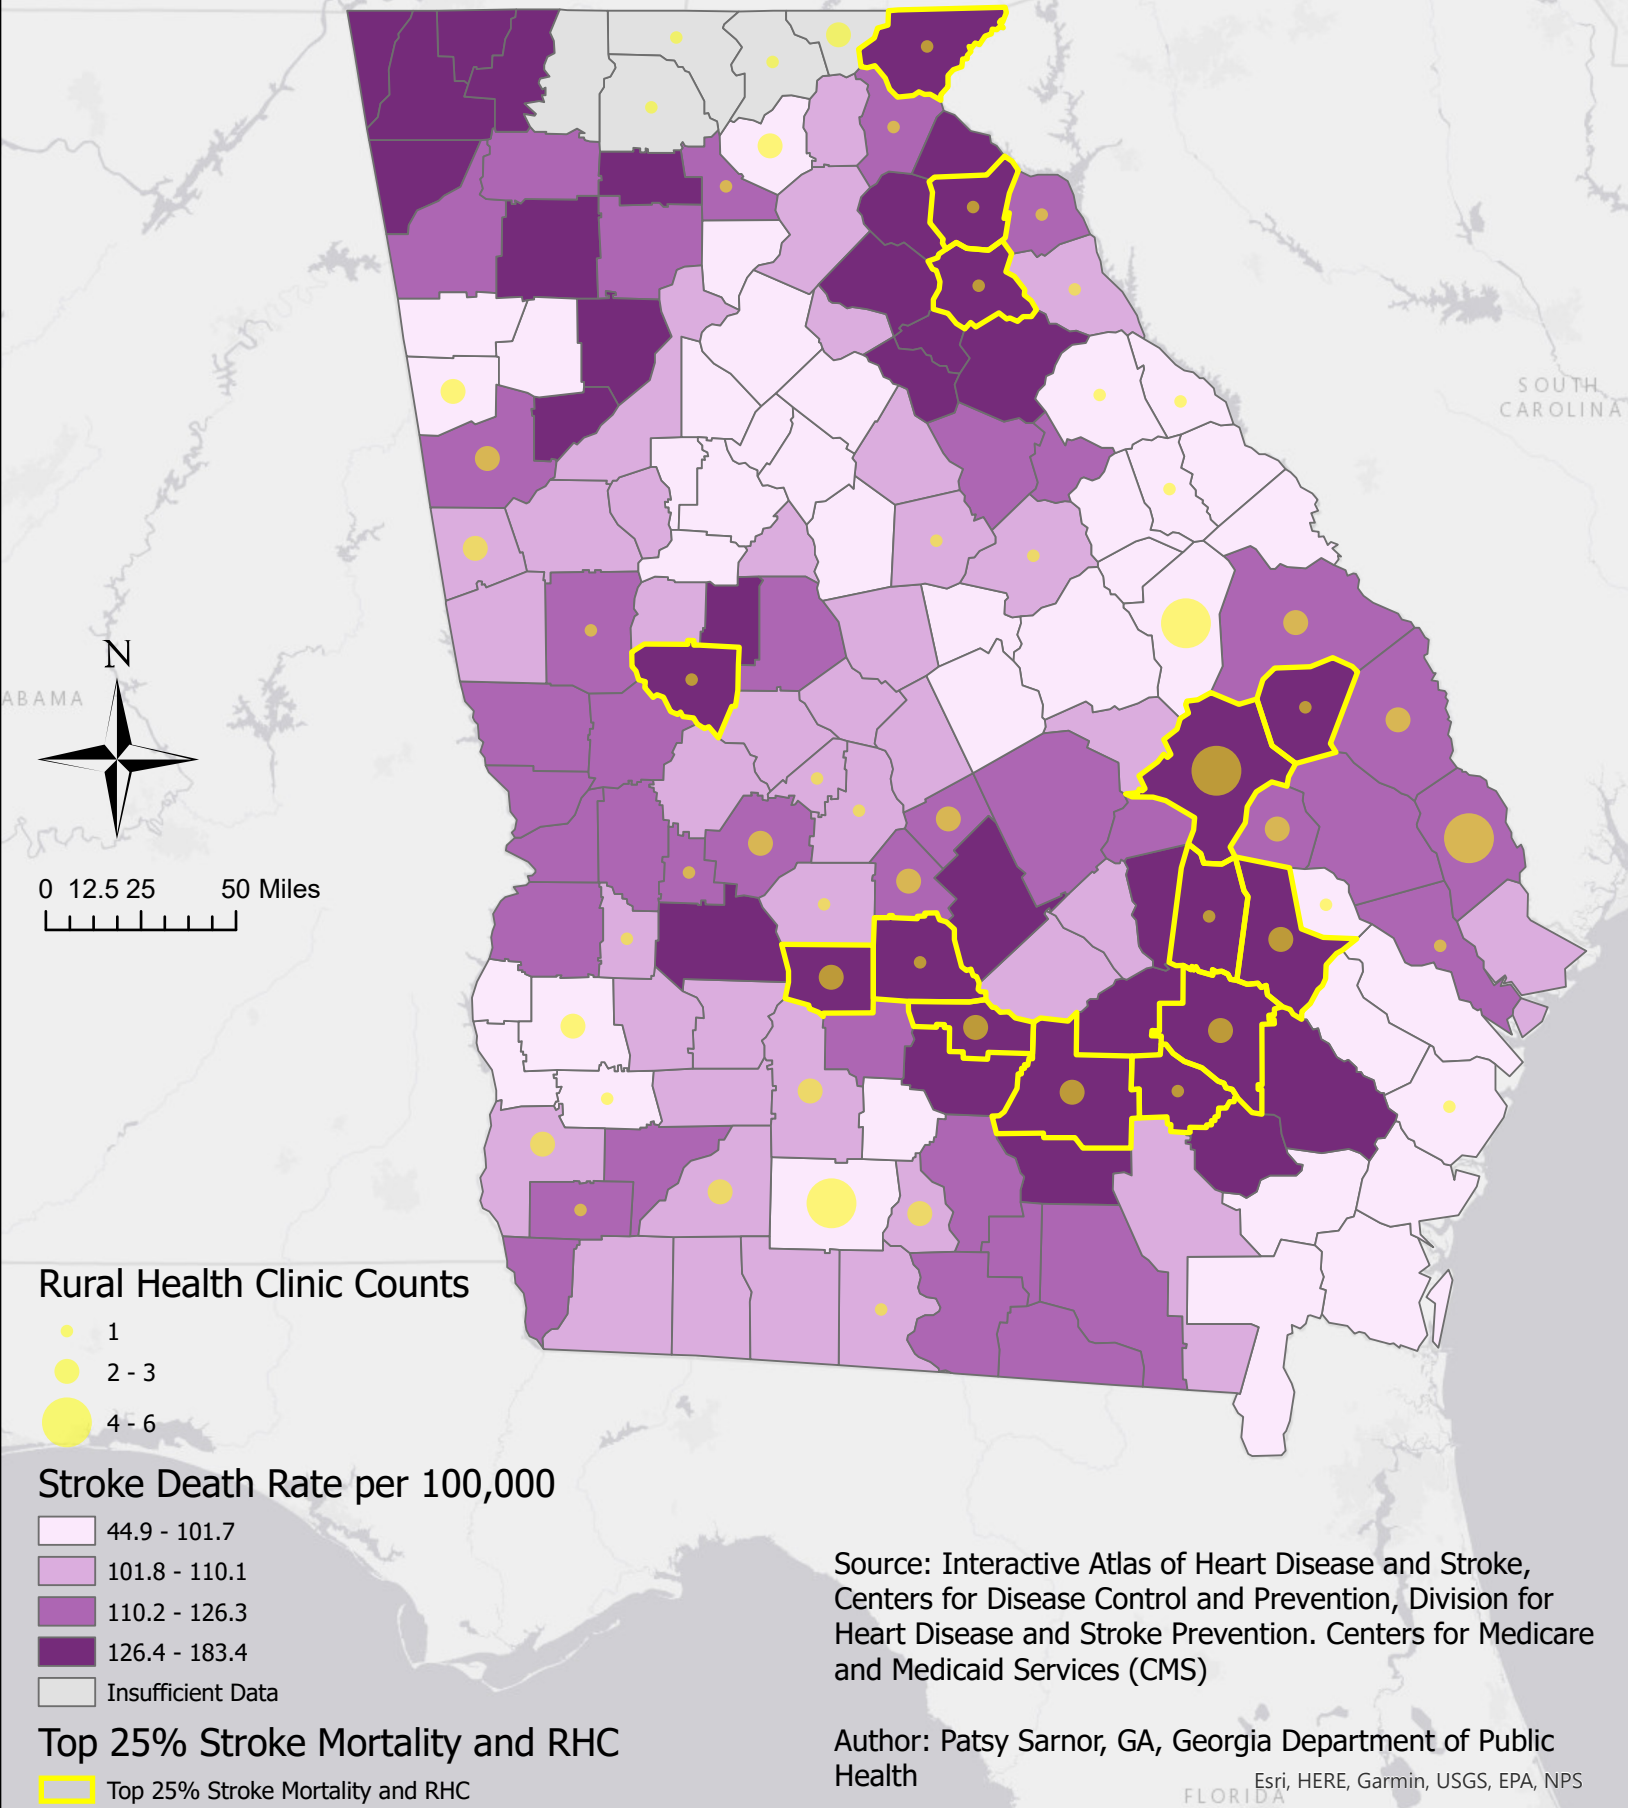 SOUTH
CAROLINA
N
ABAMA
0 12.5 25 50 Miles
Rural Health Clinic Counts
1
2 - 3
4 - 6
Stroke Death Rate per 100,000
44.9 - 101.7
101.8 - 110.1
110.2 - 126.3
126.4 - 183.4
Insufficient Data
Top 25% Stroke Mortality and RHC
Top 25% Stroke Mortality and RHC
Source: Interactive Atlas of Heart Disease and Stroke,
Centers for Disease Control and Prevention, Division for
Heart Disease and Stroke Prevention. Centers for Medicare
and Medicaid Services (CMS)
Author: Patsy Sarnor, GA, Georgia Department of Public
Health
Esri, HERE, Garmin, USGS, EPA, NPS
FLORIDA